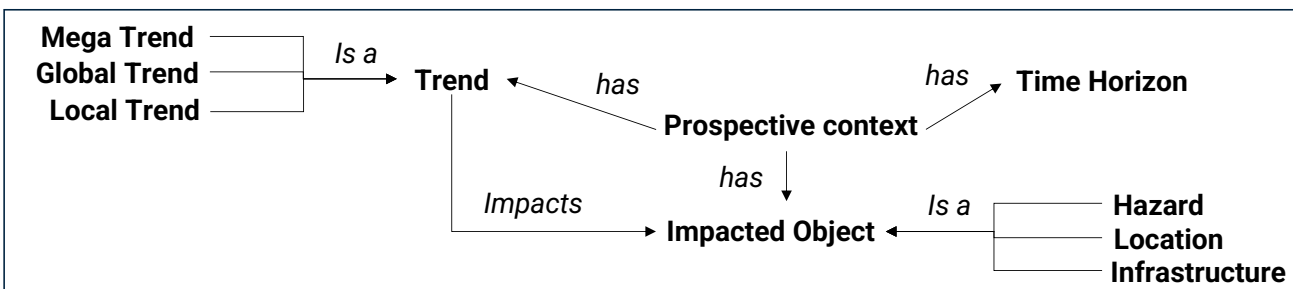 Mega Trend
Global Trend
Local Trend
Is a
Trend
has
Prospective context
has
Time Horizon
has
Impacts
Impacted Object
Is a
Hazard
Location
Infrastructure